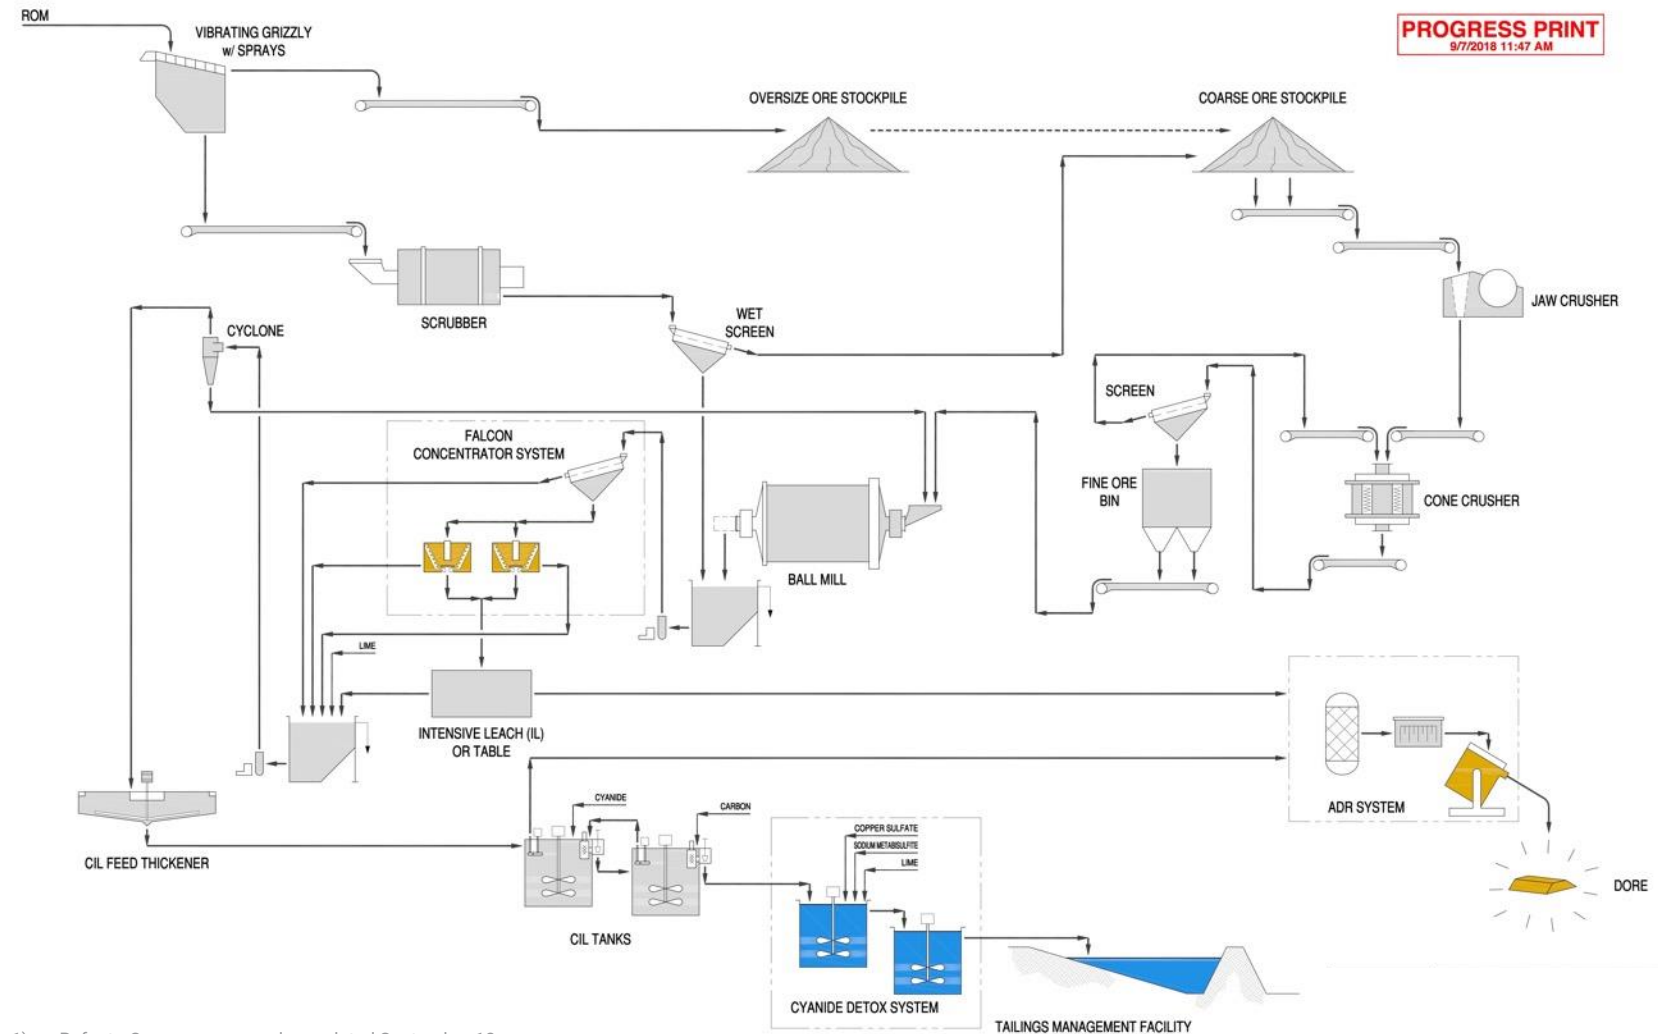 ROM
VIBRATING GRIZZLY
w/ SPRAYS
PROGRESS PRINT
9/7/2018 11:47 AM
OVERSIZE ORE STOCKPILE
COARSE ORE STOCKPILE
JAW CRUSHER
SCRUBBER
WET
SCREEN
CYCLONE
SCREEN
FALCON
CONCENTRATOR SYSTEM
FINE ORE
BIN
CONE CRUSHER
BALL MILL
LIME
INTENSIVE LEACH (IL)
OR TABLE
ADR SYSTEM
CYANIDE
CARBON
CIL FEED THICKENER
COPPER SULFATE
SODIUM METABISULFITE
LIME
DORE
CIL TANKS
CYANIDE DETOX SYSTEM
TAILINGS MANAGEMENT FACILITY